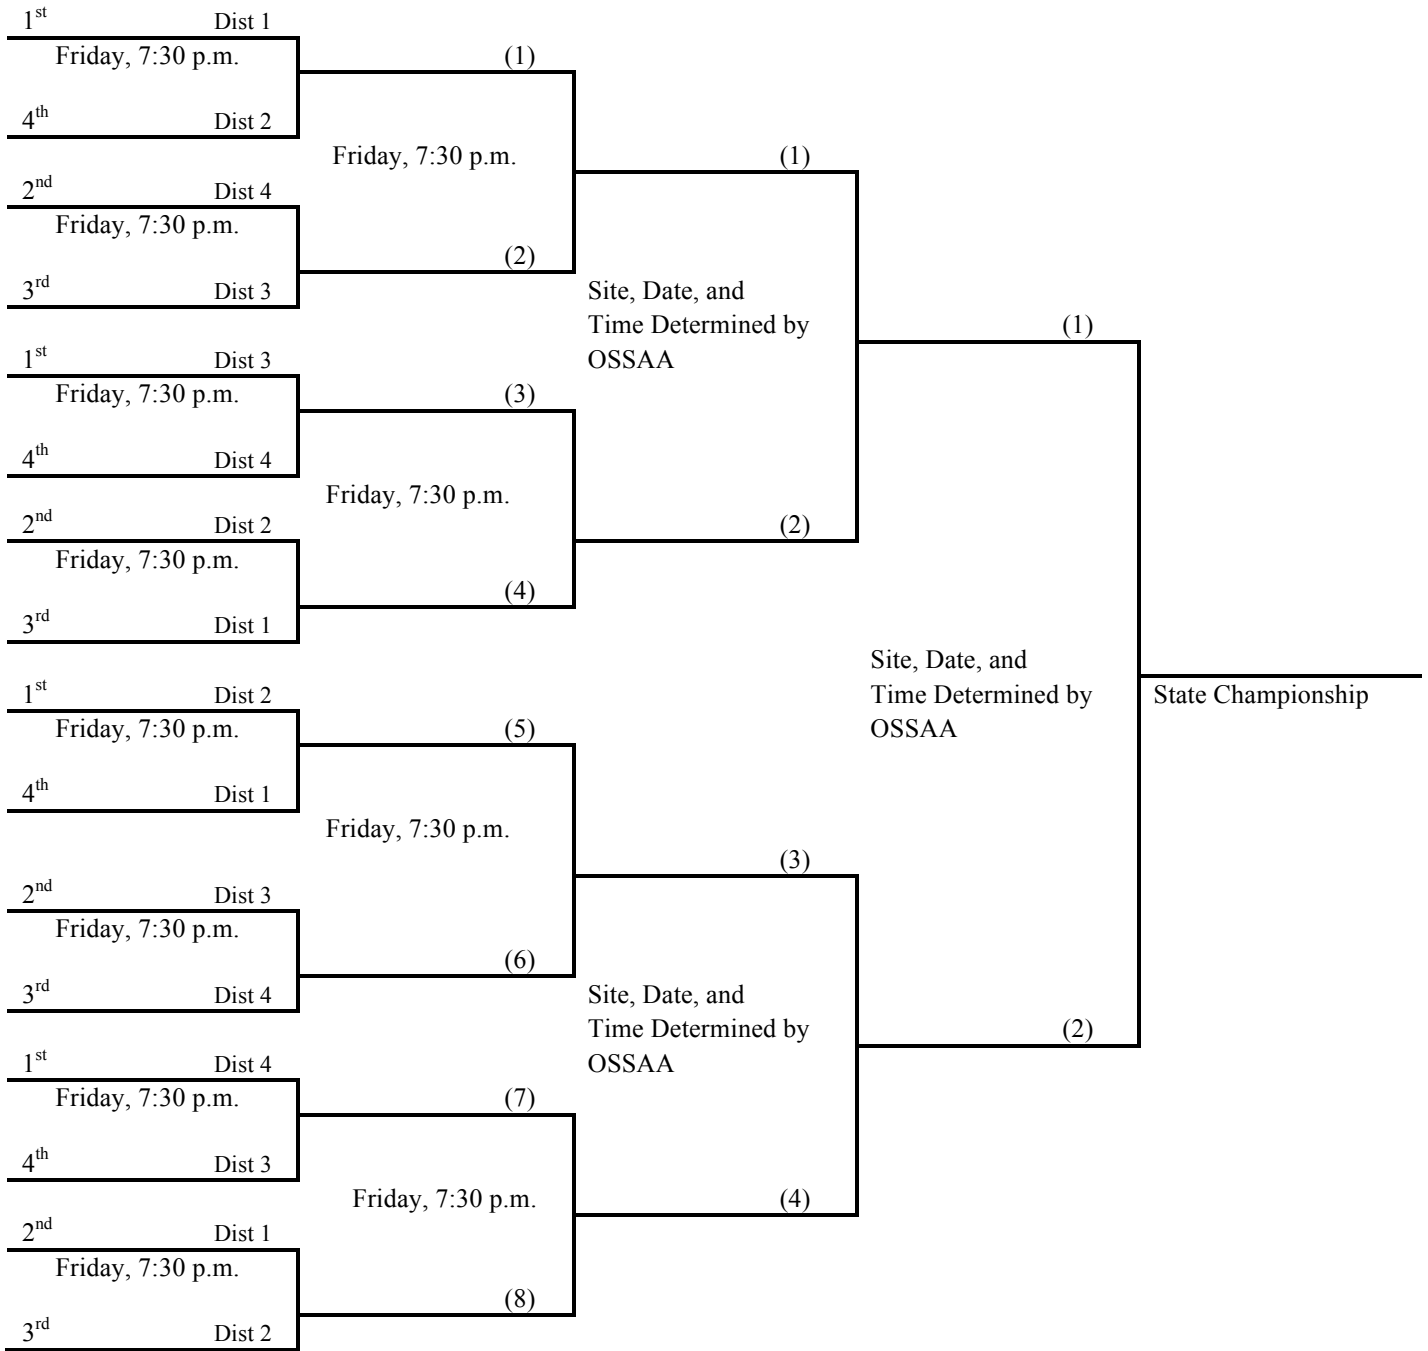 1st Dist 1
Friday, 7:30 p.m.
(1)
4th Dist 2
Friday, 7:30 p.m.
(1)
2nd Dist 4
Friday, 7:30 p.m.
(2)
3rd Dist 3
Site, Date, and
Time Determined by
OSSAA
(1)
1st Dist 3
Friday, 7:30 p.m.
(3)
4th Dist 4
Friday, 7:30 p.m.
2nd Dist 2
(2)
Friday, 7:30 p.m.
(4)
3rd Dist 1
Site, Date, and
Time Determined by
OSSAA
State Championship
1st Dist 2
Friday, 7:30 p.m.
(5)
4th Dist 1
Friday, 7:30 p.m.
(3)
2nd Dist 3
Friday, 7:30 p.m.
(6)
3rd Dist 4
Site, Date, and
Time Determined by
OSSAA
(2)
1st Dist 4
Friday, 7:30 p.m.
(7)
4th Dist 3
Friday, 7:30 p.m.
(4)
2nd Dist 1
Friday, 7:30 p.m.
(8)
3rd Dist 2